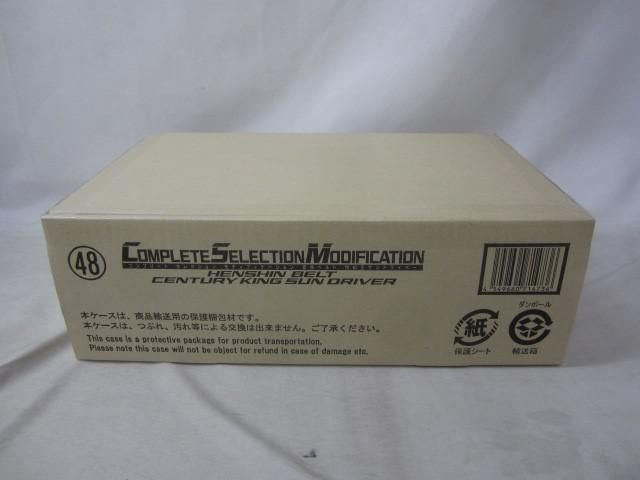 48
COMPLETE SELECTION MODIFICATION
HENSHIN BELT
CENTURY KING SUN DRIVER
本ケースは、商品輸送用の保護梱包材です。
本ケースは、つぶれ、汚れ等による交換は出来ません。ご了承ください。
This case is a protective package for product transportation.
Please note this case will not be object for refund in case of damage etc.
紙
保護シート
ダンボール
輸送箱